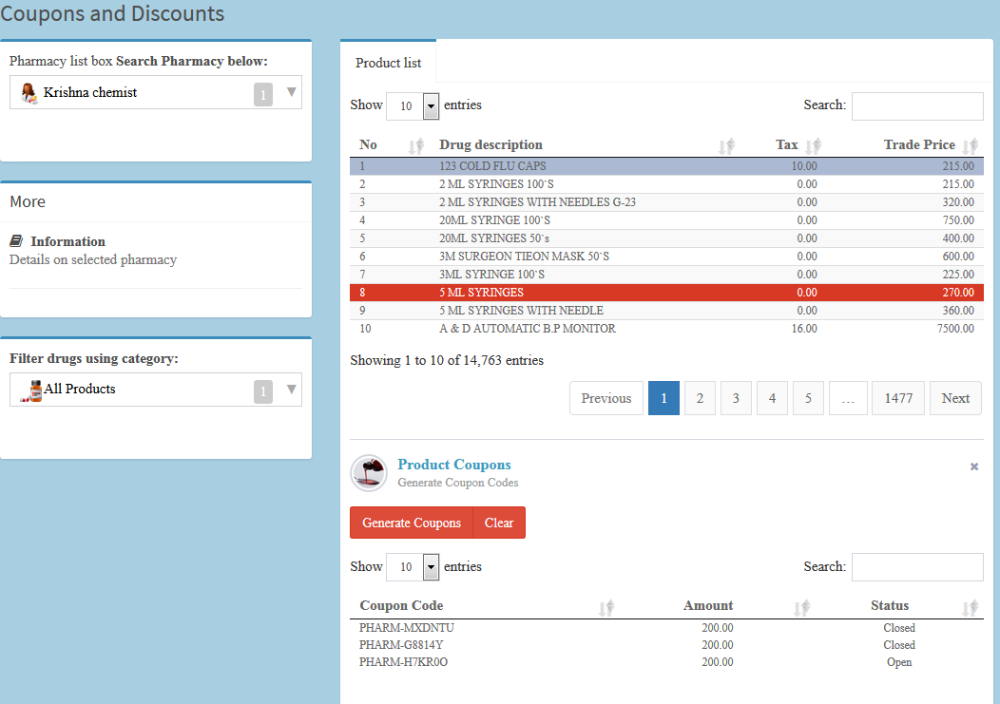 Coupons and Discounts
Pharmacy list box Search Pharmacy below:
Krishna chemist 1
More
Information
Details on selected pharmacy
Filter drugs using category:
All Products 1
Product list
Show 10 entries Search:
No Drug description Tax Trade Price
1 123 COLD FLU CAPS 10.00 215.00
2 2 ML SYRINGES 100`S 0.00 215.00
3 2 ML SYRINGES WITH NEEDLES G-23 0.00 320.00
4 20ML SYRINGE 100`S 0.00 750.00
5 20ML SYRINGES 50`s 0.00 400.00
6 3M SURGEON TIEON MASK 50`S 0.00 600.00
7 3ML SYRINGE 100`S 0.00 225.00
8 5 ML SYRINGES 0.00 270.00
9 5 ML SYRINGES WITH NEEDLE 0.00 360.00
10 A & D AUTOMATIC B.P MONITOR 16.00 7500.00
Showing 1 to 10 of 14,763 entries
Previous 1 2 3 4 5 … 1477 Next
Product Coupons
Generate Coupon Codes
Generate Coupons Clear
Show 10 entries Search:
Coupon Code Amount Status
PHARM-MXDNTU 200.00 Closed
PHARM-G8814Y 200.00 Closed
PHARM-H7KR0O 200.00 Open